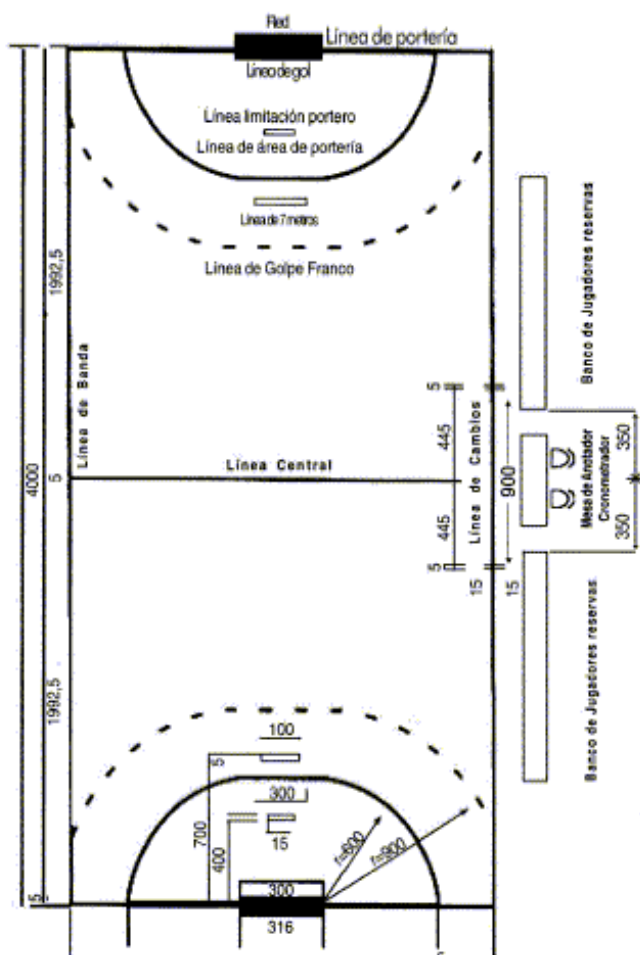 Red
Línea de portería
Línea de gol
Línea limitación portero
Línea de área de portería
Línea de 7 metros
Línea de Golpe Franco
1992,5
Línea de Banda
4000
5
Línea Central
5
445
445
5
Línea de Cambios
900
15
15
Banco de Jugadores reservas
Mesa de Anotador
Cronometrador
350
350
Banco de Jugadores reservas
1992,5
100
5
300
700
400
15
r=600
r=900
300
316
5